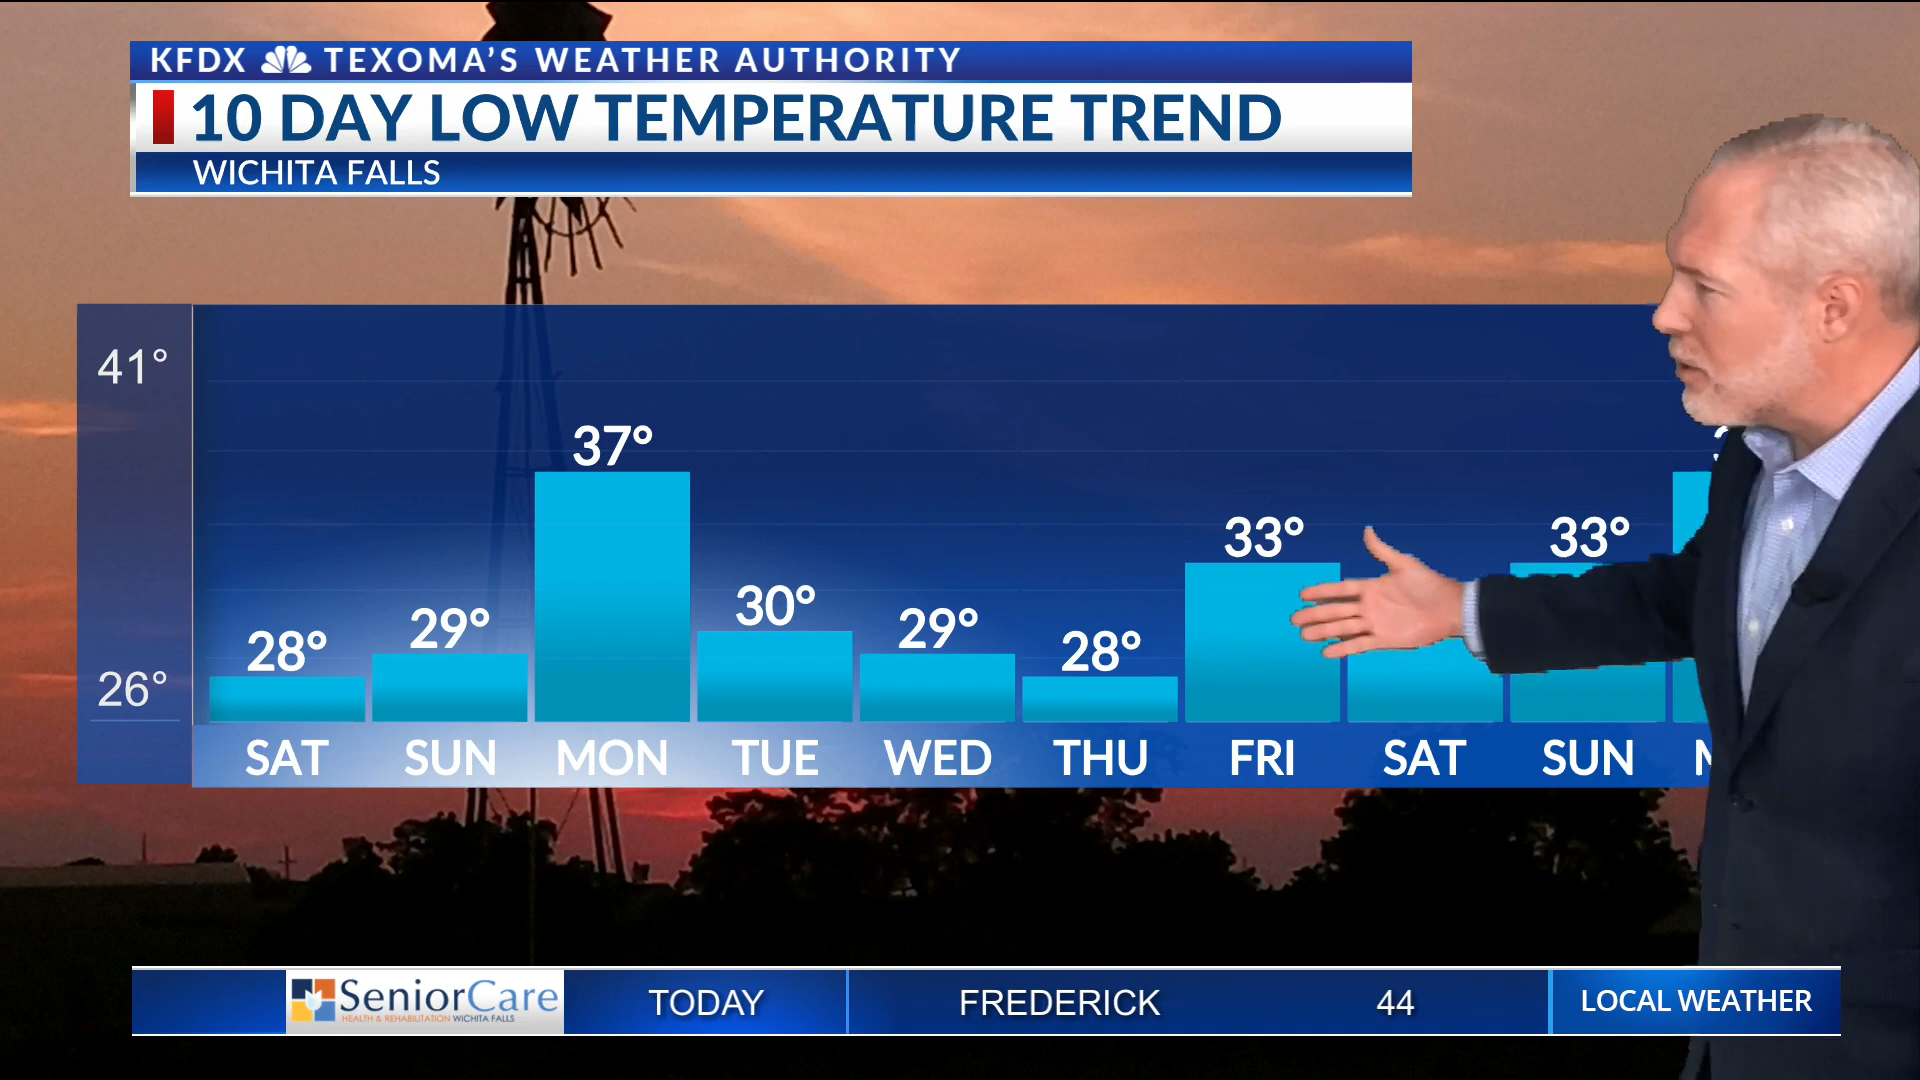 KFDX TEXOMA'S WEATHER AUTHORITY
10 DAY LOW TEMPERATURE TREND
WICHITA FALLS
41°
26°
28° 29° 37° 30° 29° 28° 33° 33°
SAT SUN MON TUE WED THU FRI SAT SUN
SeniorCare
HEALTH & REHABILITATION WICHITA FALLS
TODAY FREDERICK 44 LOCAL WEATHER